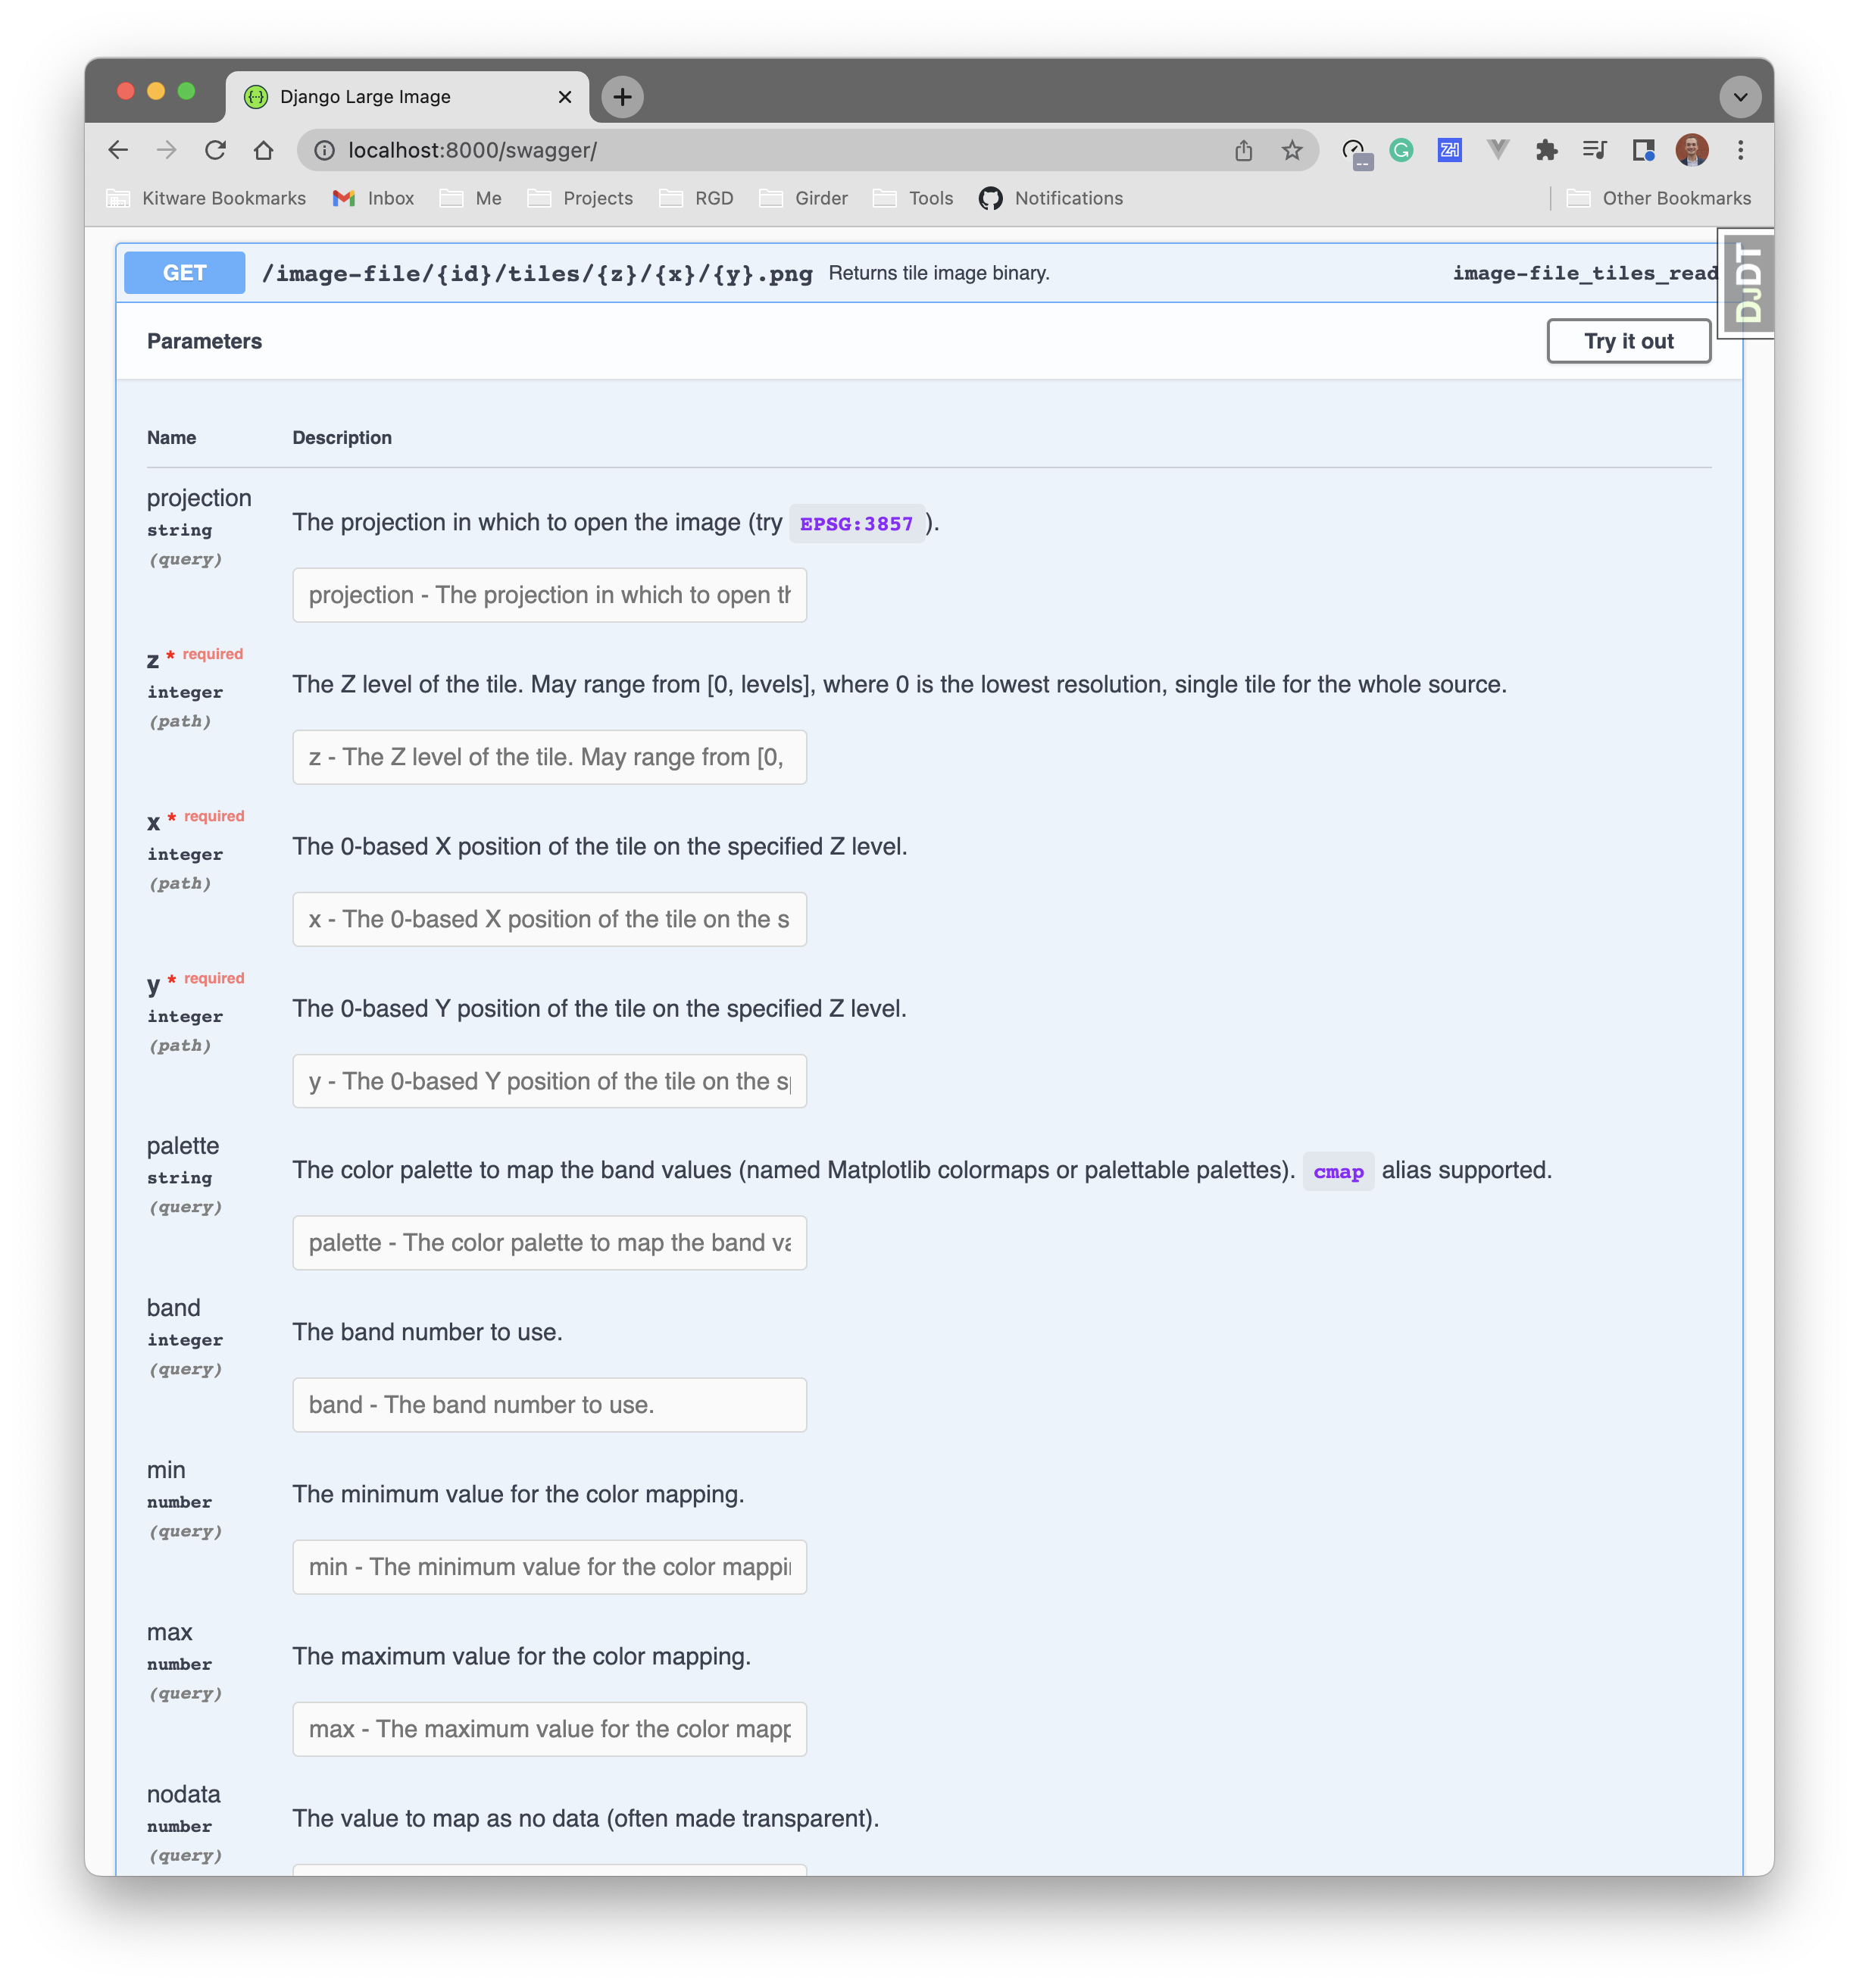 Django Large Image
localhost:8000/swagger/
Kitware Bookmarks Inbox Me Projects RGD Girder Tools Notifications Other Bookmarks
GET /image-file/{id}/tiles/{z}/{x}/{y}.png Returns tile image binary. image-file_tiles_read
DJDT
Parameters Try it out
Name Description
projection
string
(query)
The projection in which to open the image (try EPSG:3857 ).
projection - The projection in which to open th
z * required
integer
(path)
The Z level of the tile. May range from [0, levels], where 0 is the lowest resolution, single tile for the whole source.
z - The Z level of the tile. May range from [0,
x * required
integer
(path)
The 0-based X position of the tile on the specified Z level.
x - The 0-based X position of the tile on the s
y * required
integer
(path)
The 0-based Y position of the tile on the specified Z level.
y - The 0-based Y position of the tile on the sp
palette
string
(query)
The color palette to map the band values (named Matplotlib colormaps or palettable palettes). cmap alias supported.
palette - The color palette to map the band va
band
integer
(query)
The band number to use.
band - The band number to use.
min
number
(query)
The minimum value for the color mapping.
min - The minimum value for the color mappin
max
number
(query)
The maximum value for the color mapping.
max - The maximum value for the color mapp
nodata
number
(query)
The value to map as no data (often made transparent).